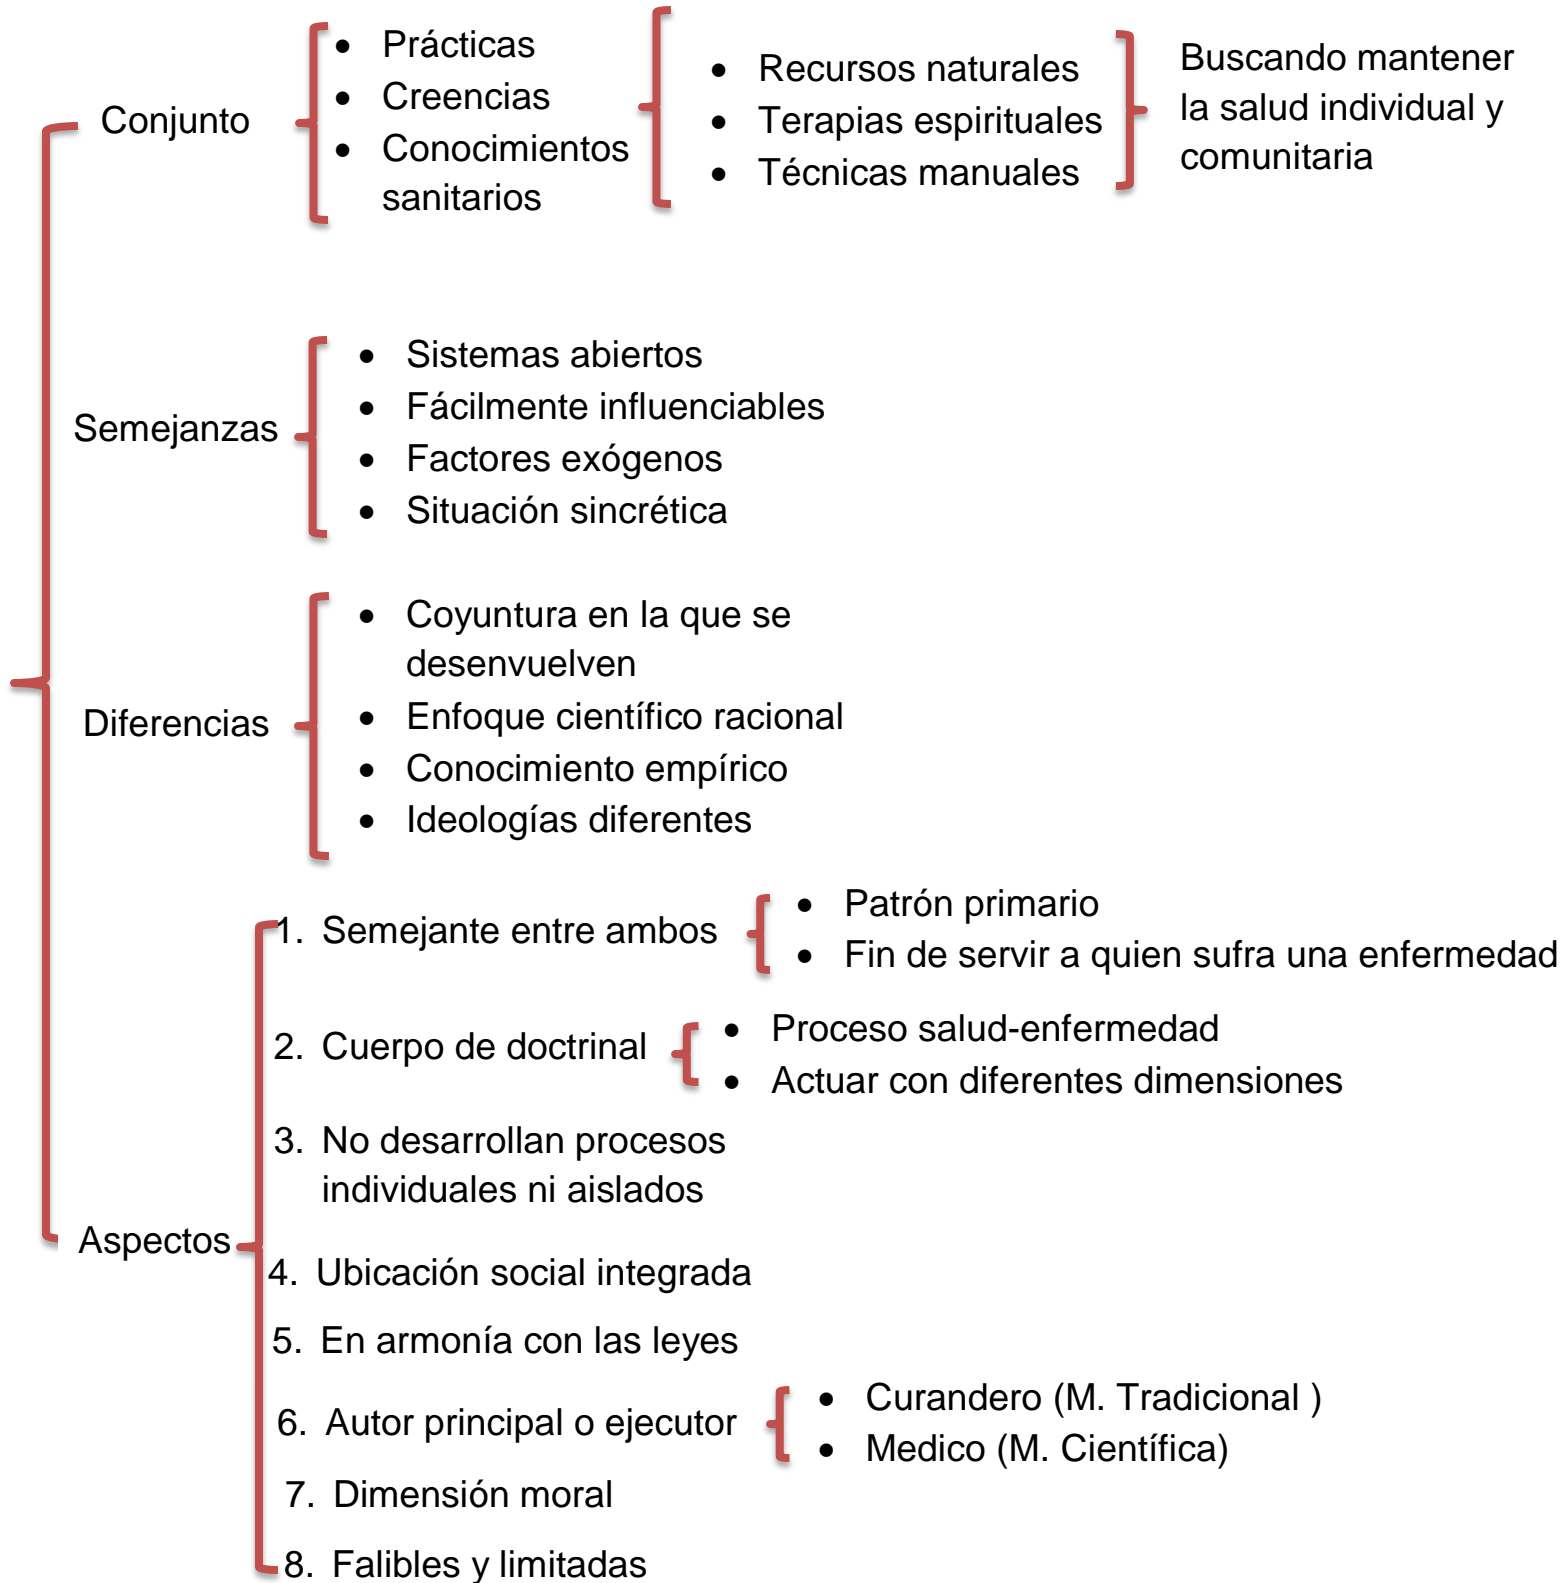 Conjunto
• Prácticas
• Creencias
• Conocimientos
sanitarios
• Recursos naturales
• Terapias espirituales
• Técnicas manuales
Buscando mantener
la salud individual y
comunitaria
Semejanzas
• Sistemas abiertos
• Fácilmente influenciables
• Factores exógenos
• Situación sincrética
Diferencias
• Coyuntura en la que se
desenvuelven
• Enfoque científico racional
• Conocimiento empírico
• Ideologías diferentes
Aspectos
1. Semejante entre ambos
• Patrón primario
• Fin de servir a quien sufra una enfermedad
2. Cuerpo de doctrinal
• Proceso salud-enfermedad
• Actuar con diferentes dimensiones
3. No desarrollan procesos
individuales ni aislados
4. Ubicación social integrada
5. En armonía con las leyes
6. Autor principal o ejecutor
• Curandero (M. Tradicional )
• Medico (M. Científica)
7. Dimensión moral
8. Falibles y limitadas